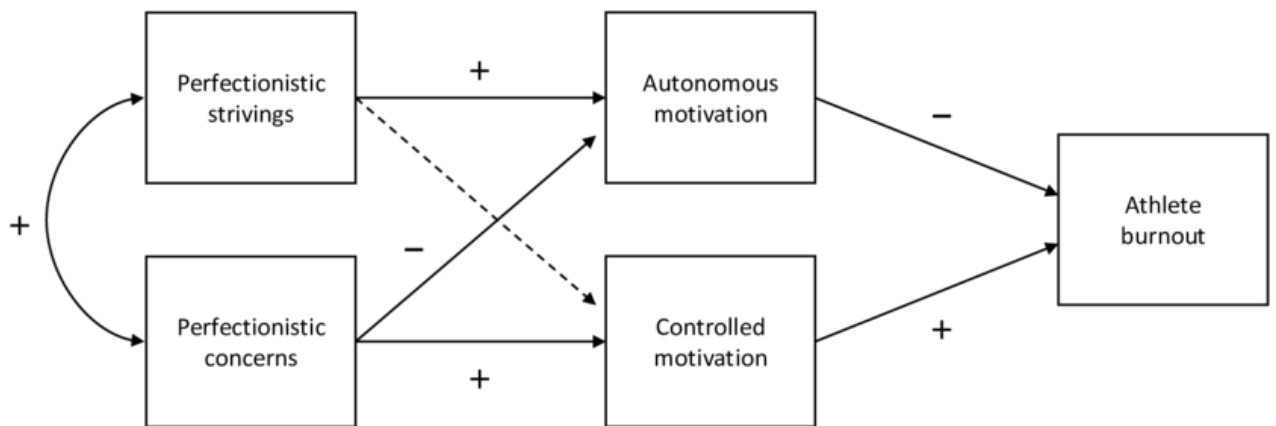 Perfectionistic
strivings
+
Autonomous
motivation
−
+
−
Athlete
burnout
Perfectionistic
concerns
+
Controlled
motivation
+